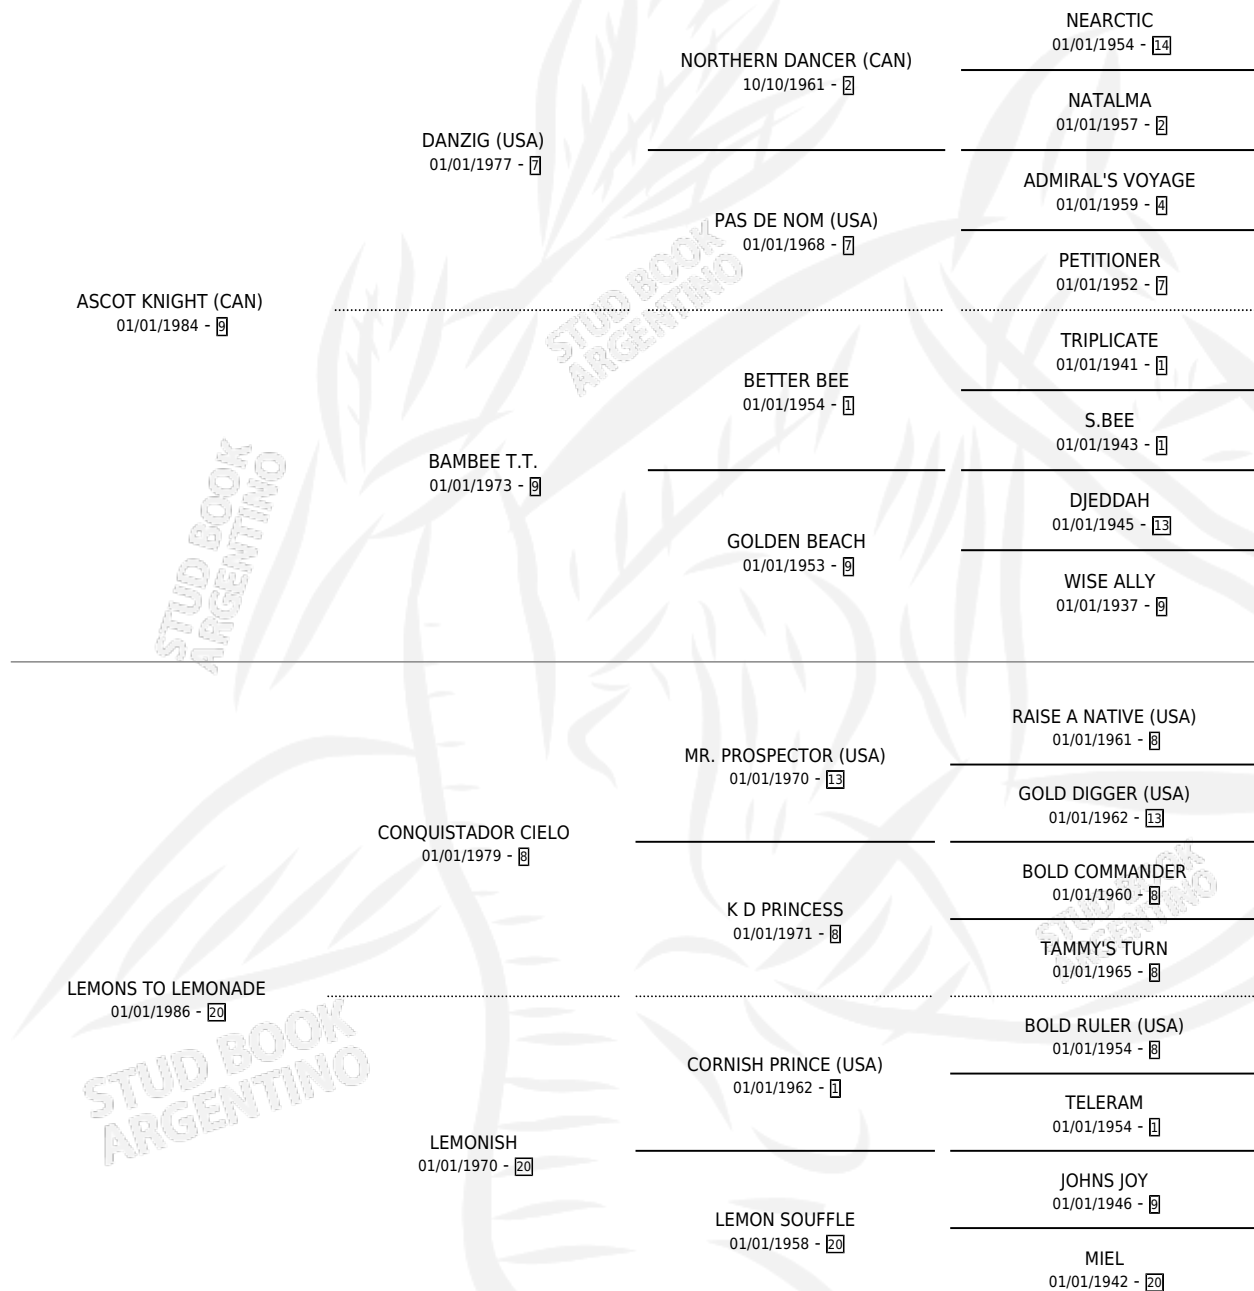 NEARCTIC
01/01/1954 - 14
NORTHERN DANCER (CAN)
10/10/1961 - 2
NATALMA
01/01/1957 - 2
DANZIG (USA)
01/01/1977 - 7
ADMIRAL'S VOYAGE
01/01/1959 - 4
PAS DE NOM (USA)
01/01/1968 - 7
PETITIONER
01/01/1952 - 7
ASCOT KNIGHT (CAN)
01/01/1984 - 9
STUD BOOK
ARGENTINO
TRIPLICATE
01/01/1941 - 1
BETTER BEE
01/01/1954 - 1
S.BEE
01/01/1943 - 1
BAMBEE T.T.
01/01/1973 - 9
DJEDDAH
01/01/1945 - 13
GOLDEN BEACH
01/01/1953 - 9
WISE ALLY
01/01/1937 - 9
STUD BOOK
ARGENTINO
RAISE A NATIVE (USA)
01/01/1961 - 8
MR. PROSPECTOR (USA)
01/01/1970 - 13
GOLD DIGGER (USA)
01/01/1962 - 13
CONQUISTADOR CIELO
01/01/1979 - 8
BOLD COMMANDER
01/01/1960 - 8
K D PRINCESS
01/01/1971 - 8
STUD BOOK
ARGENTINO
TAMMY'S TURN
01/01/1965 - 8
LEMONS TO LEMONADE
01/01/1986 - 20
BOLD RULER (USA)
01/01/1954 - 8
CORNISH PRINCE (USA)
01/01/1962 - 1
STUD BOOK
ARGENTINO
TELERAM
01/01/1954 - 1
LEMONISH
01/01/1970 - 20
JOHNS JOY
01/01/1946 - 9
LEMON SOUFFLE
01/01/1958 - 20
MIEL
01/01/1942 - 20